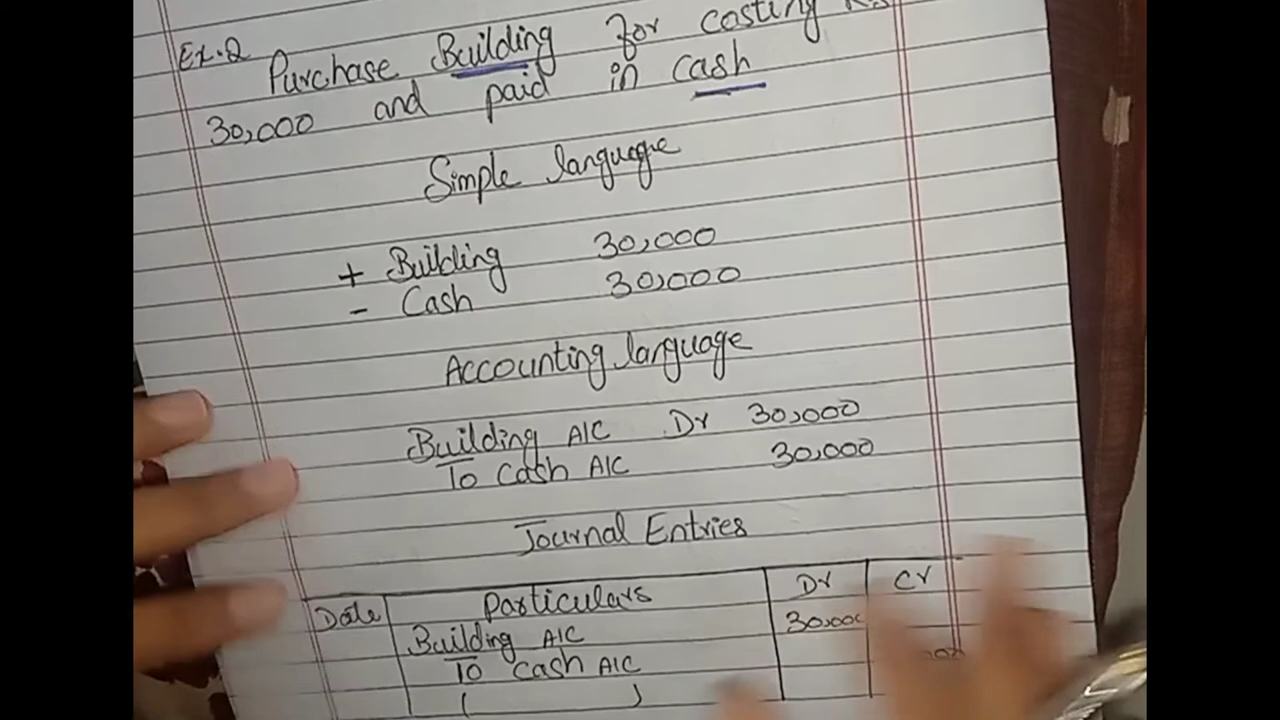 Ex.2
Purchase Building for costing
30,000 and paid in cash
Simple language
+ Building 30,000
- Cash 30,000
Accounting language
Building A/C Dr 30,000
To Cash A/C 30,000
Journal Entries
Date Particulars Dr Cr
Building A/C 30,000
To Cash A/C
( )